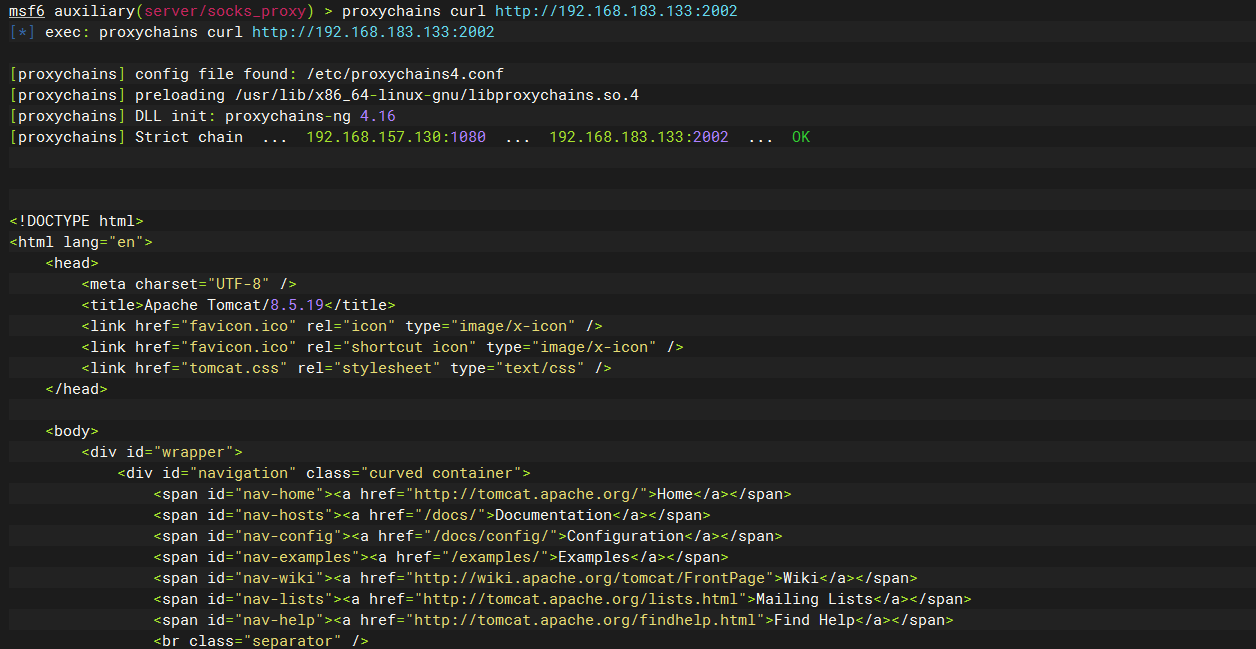 msf6 auxiliary(server/socks_proxy) > proxychains curl http://192.168.183.133:2002
[*] exec: proxychains curl http://192.168.183.133:2002
[proxychains] config file found: /etc/proxychains4.conf
[proxychains] preloading /usr/lib/x86_64-linux-gnu/libproxychains.so.4
[proxychains] DLL init: proxychains-ng 4.16
[proxychains] Strict chain  ...  192.168.157.130:1080  ...  192.168.183.133:2002  ...  OK
<!DOCTYPE html>
<html lang="en">
    <head>
        <meta charset="UTF-8" />
        <title>Apache Tomcat/8.5.19</title>
        <link href="favicon.ico" rel="icon" type="image/x-icon" />
        <link href="favicon.ico" rel="shortcut icon" type="image/x-icon" />
        <link href="tomcat.css" rel="stylesheet" type="text/css" />
    </head>
    <body>
        <div id="wrapper">
            <div id="navigation" class="curved container">
                <span id="nav-home"><a href="http://tomcat.apache.org/">Home</a></span>
                <span id="nav-hosts"><a href="/docs/">Documentation</a></span>
                <span id="nav-config"><a href="/docs/config/">Configuration</a></span>
                <span id="nav-examples"><a href="/examples/">Examples</a></span>
                <span id="nav-wiki"><a href="http://wiki.apache.org/tomcat/FrontPage">Wiki</a></span>
                <span id="nav-lists"><a href="http://tomcat.apache.org/lists.html">Mailing Lists</a></span>
                <span id="nav-help"><a href="http://tomcat.apache.org/findhelp.html">Find Help</a></span>
                <br class="separator" />